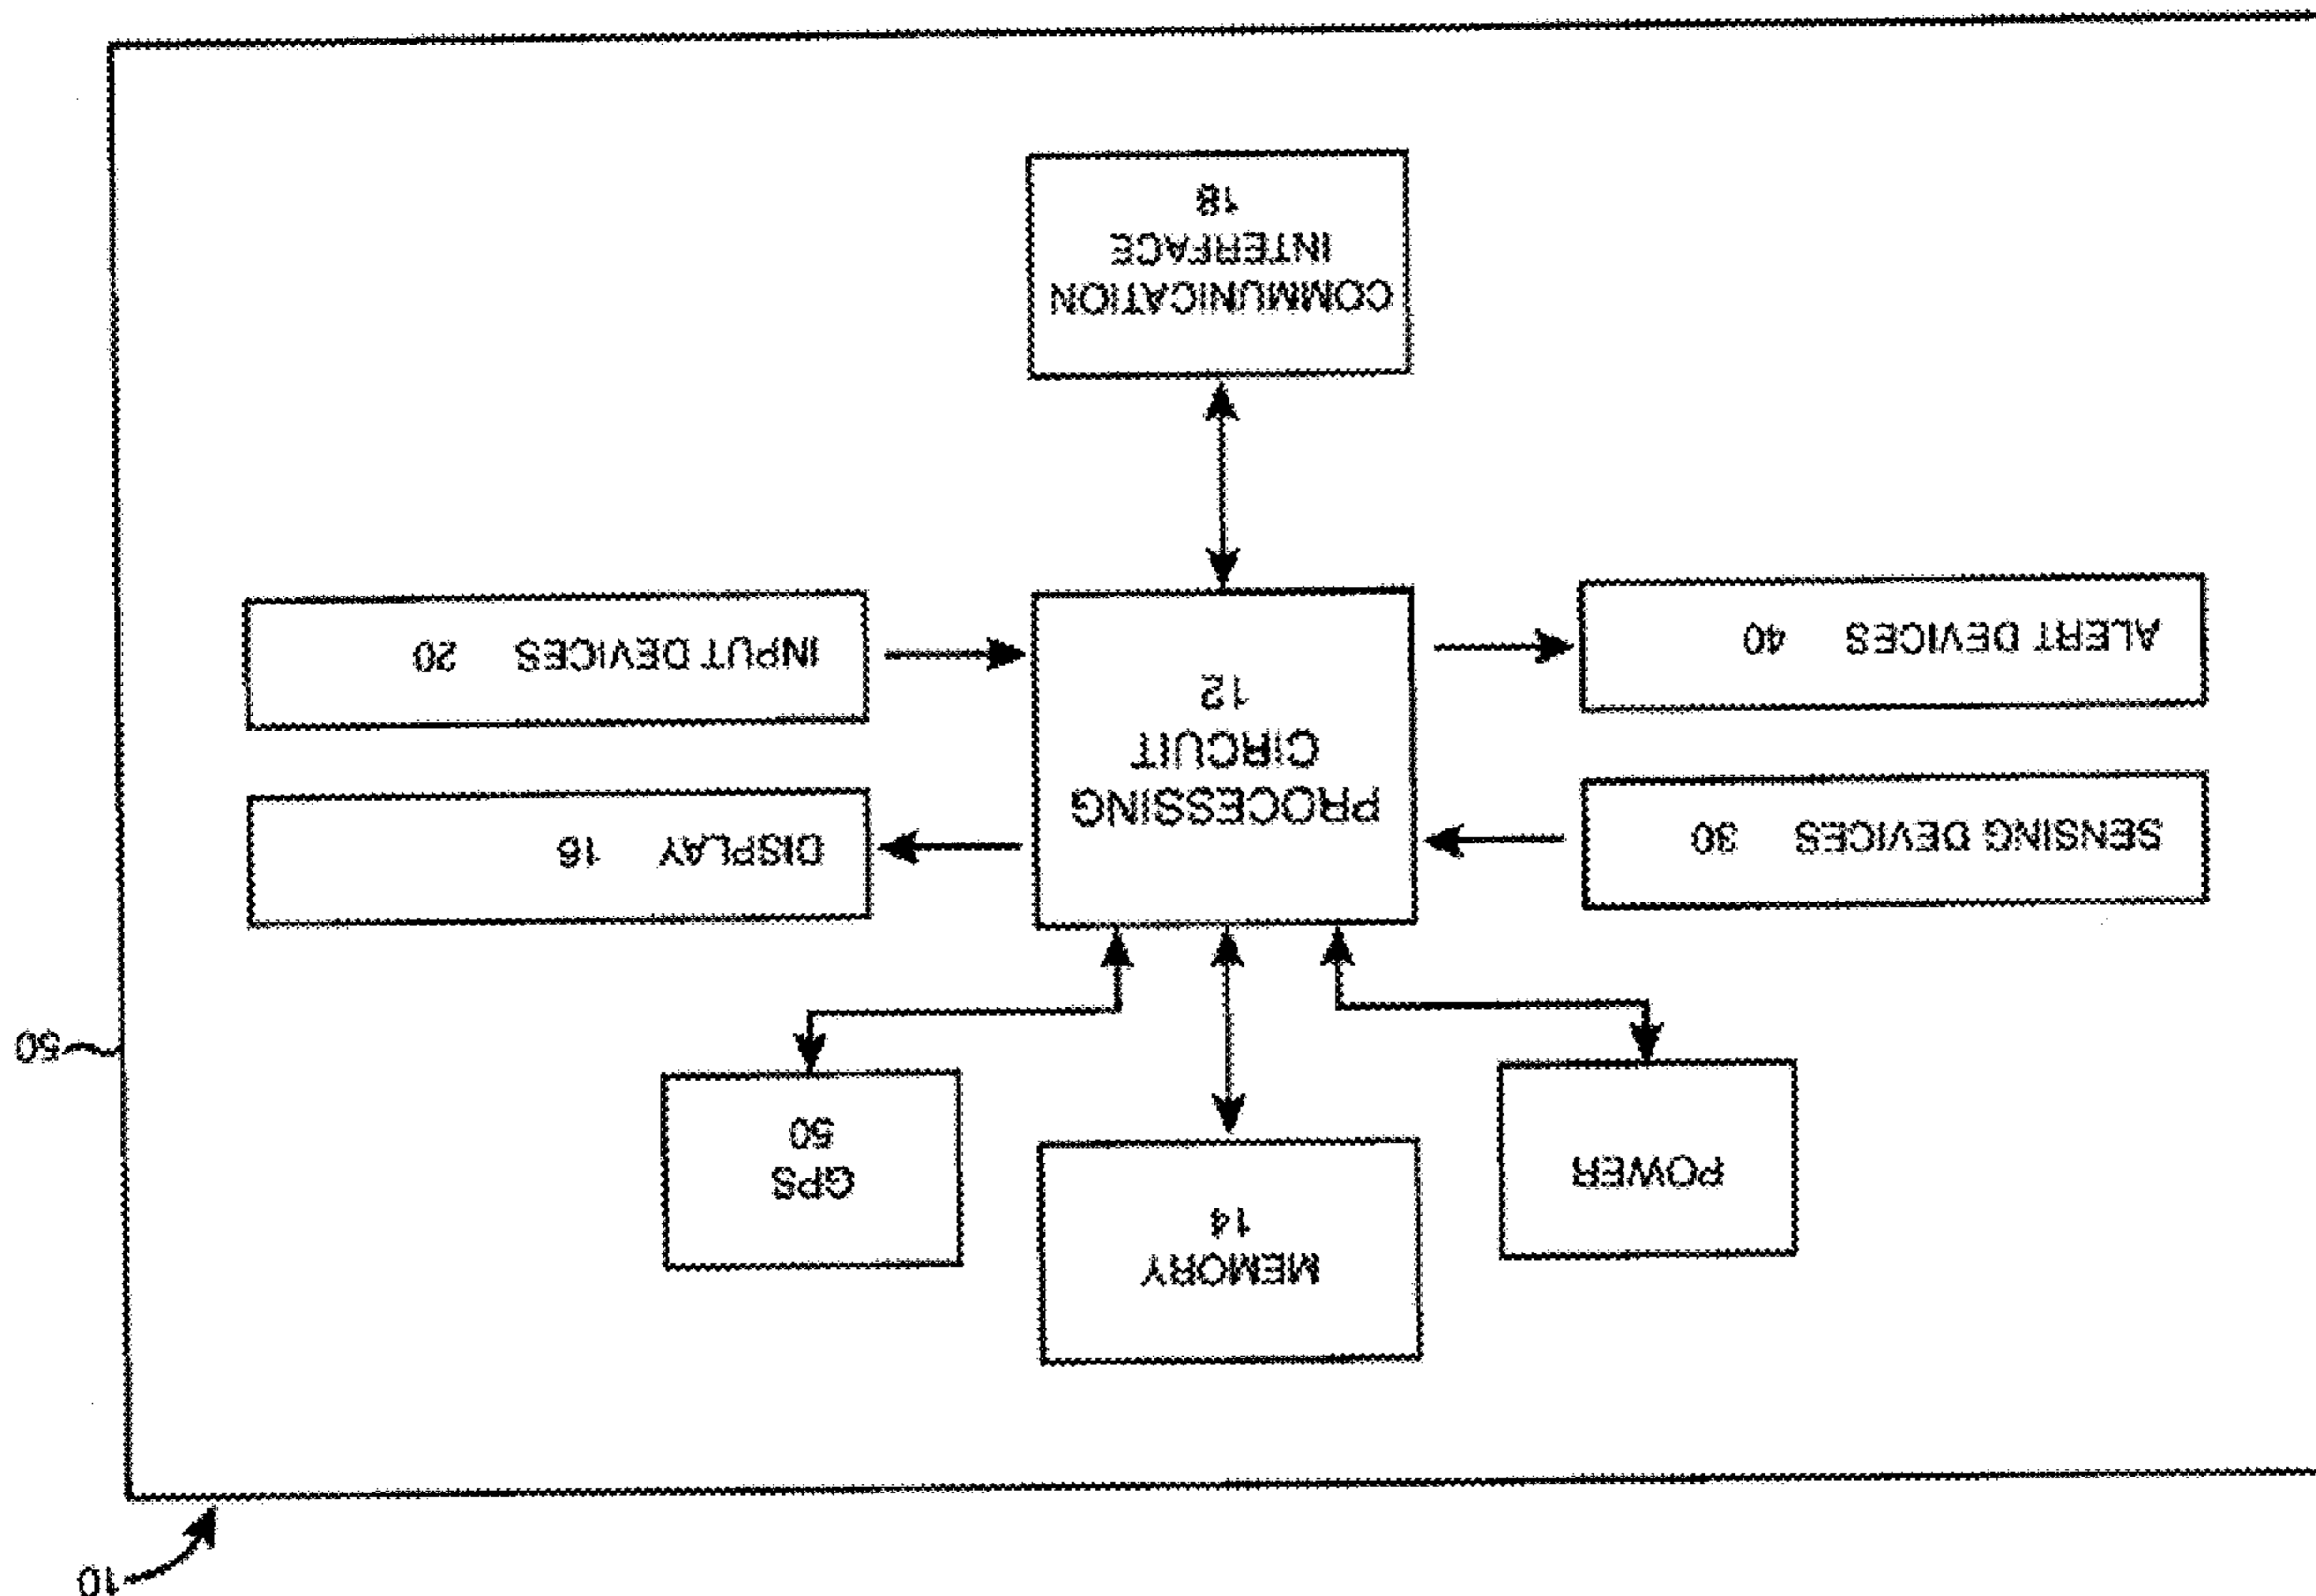 10
POWER
MEMORY
14
GPS
50
50
SENSING DEVICES 30
PROCESSING
CIRCUIT
12
DISPLAY 16
ALERT DEVICES 40
INPUT DEVICES 20
COMMUNICATION
INTERFACE
18